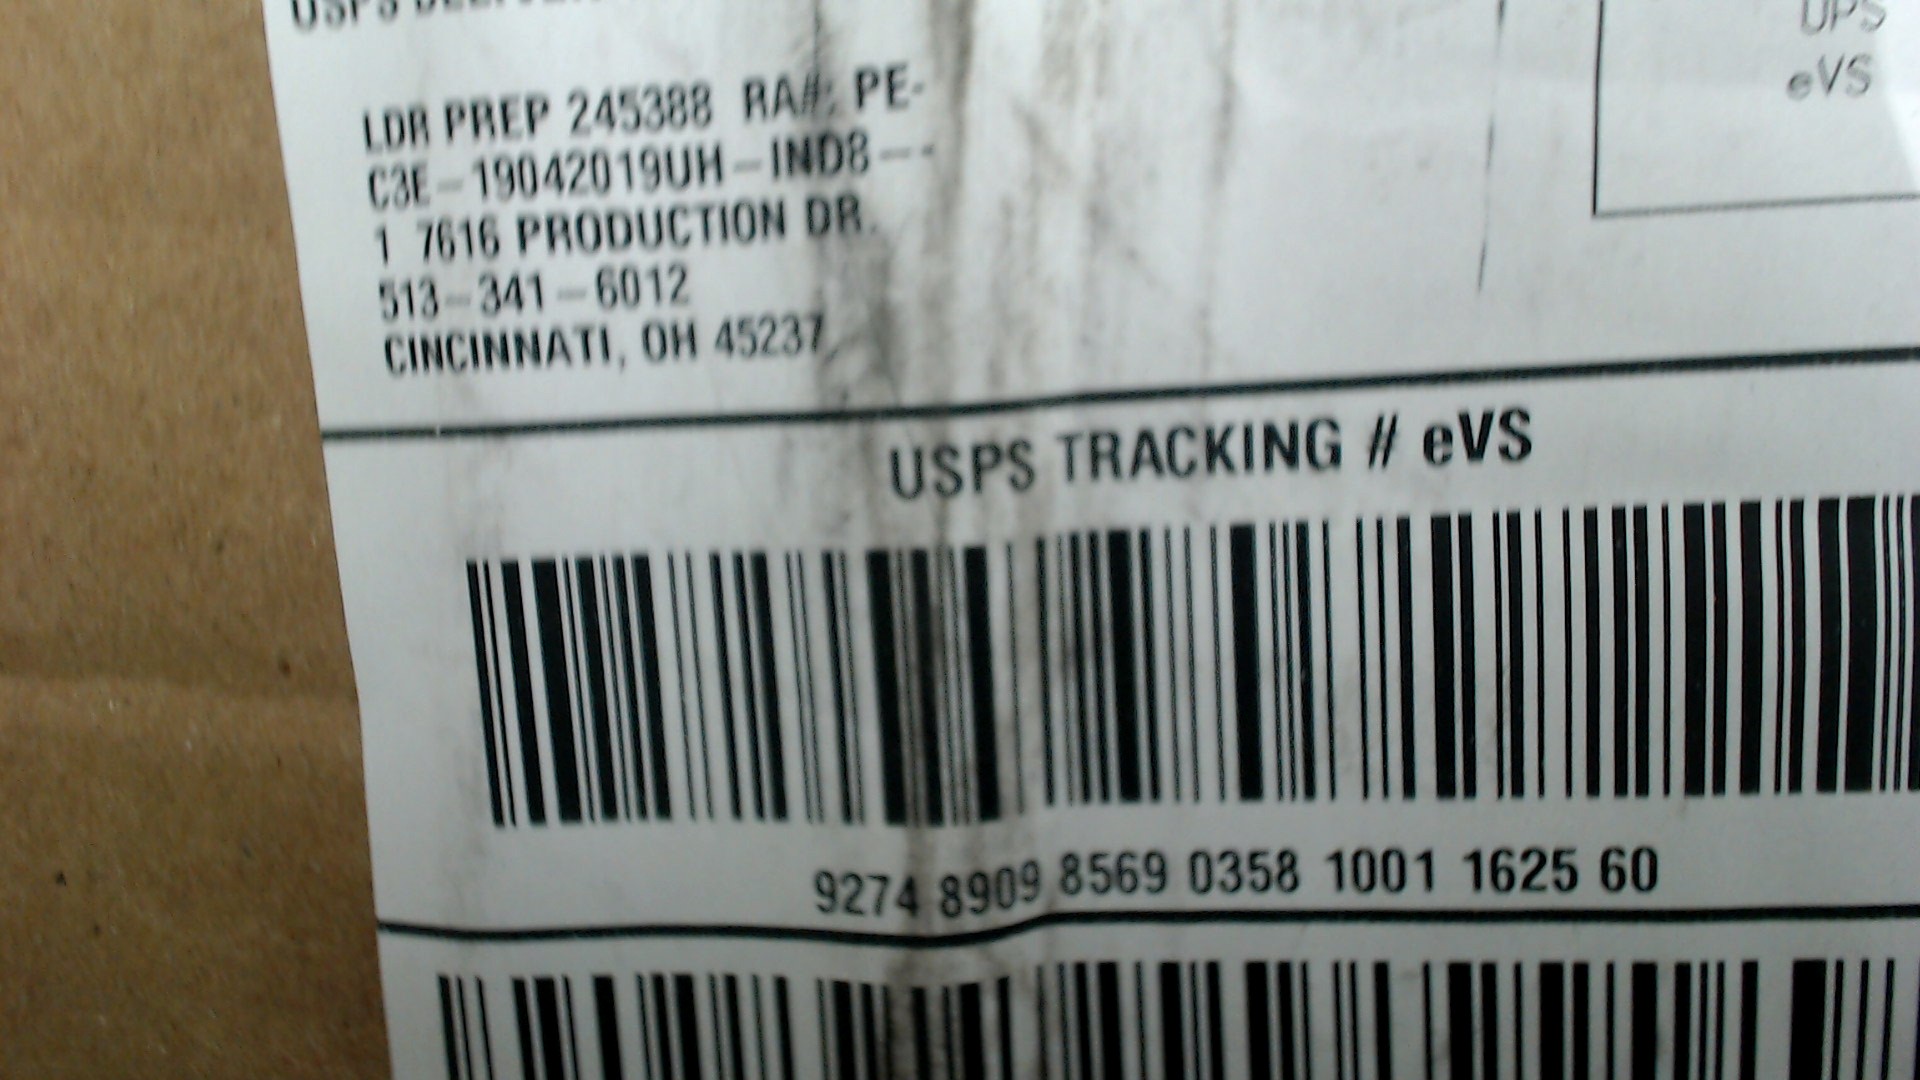 USPS
UPS
eVS
LDR PREP 245388 RA#: PE-
C3E-19042019UH-IND8--
1 7616 PRODUCTION DR.
513-341-6012
CINCINNATI, OH 45237
USPS TRACKING # eVS
9274 8909 8569 0358 1001 1625 60